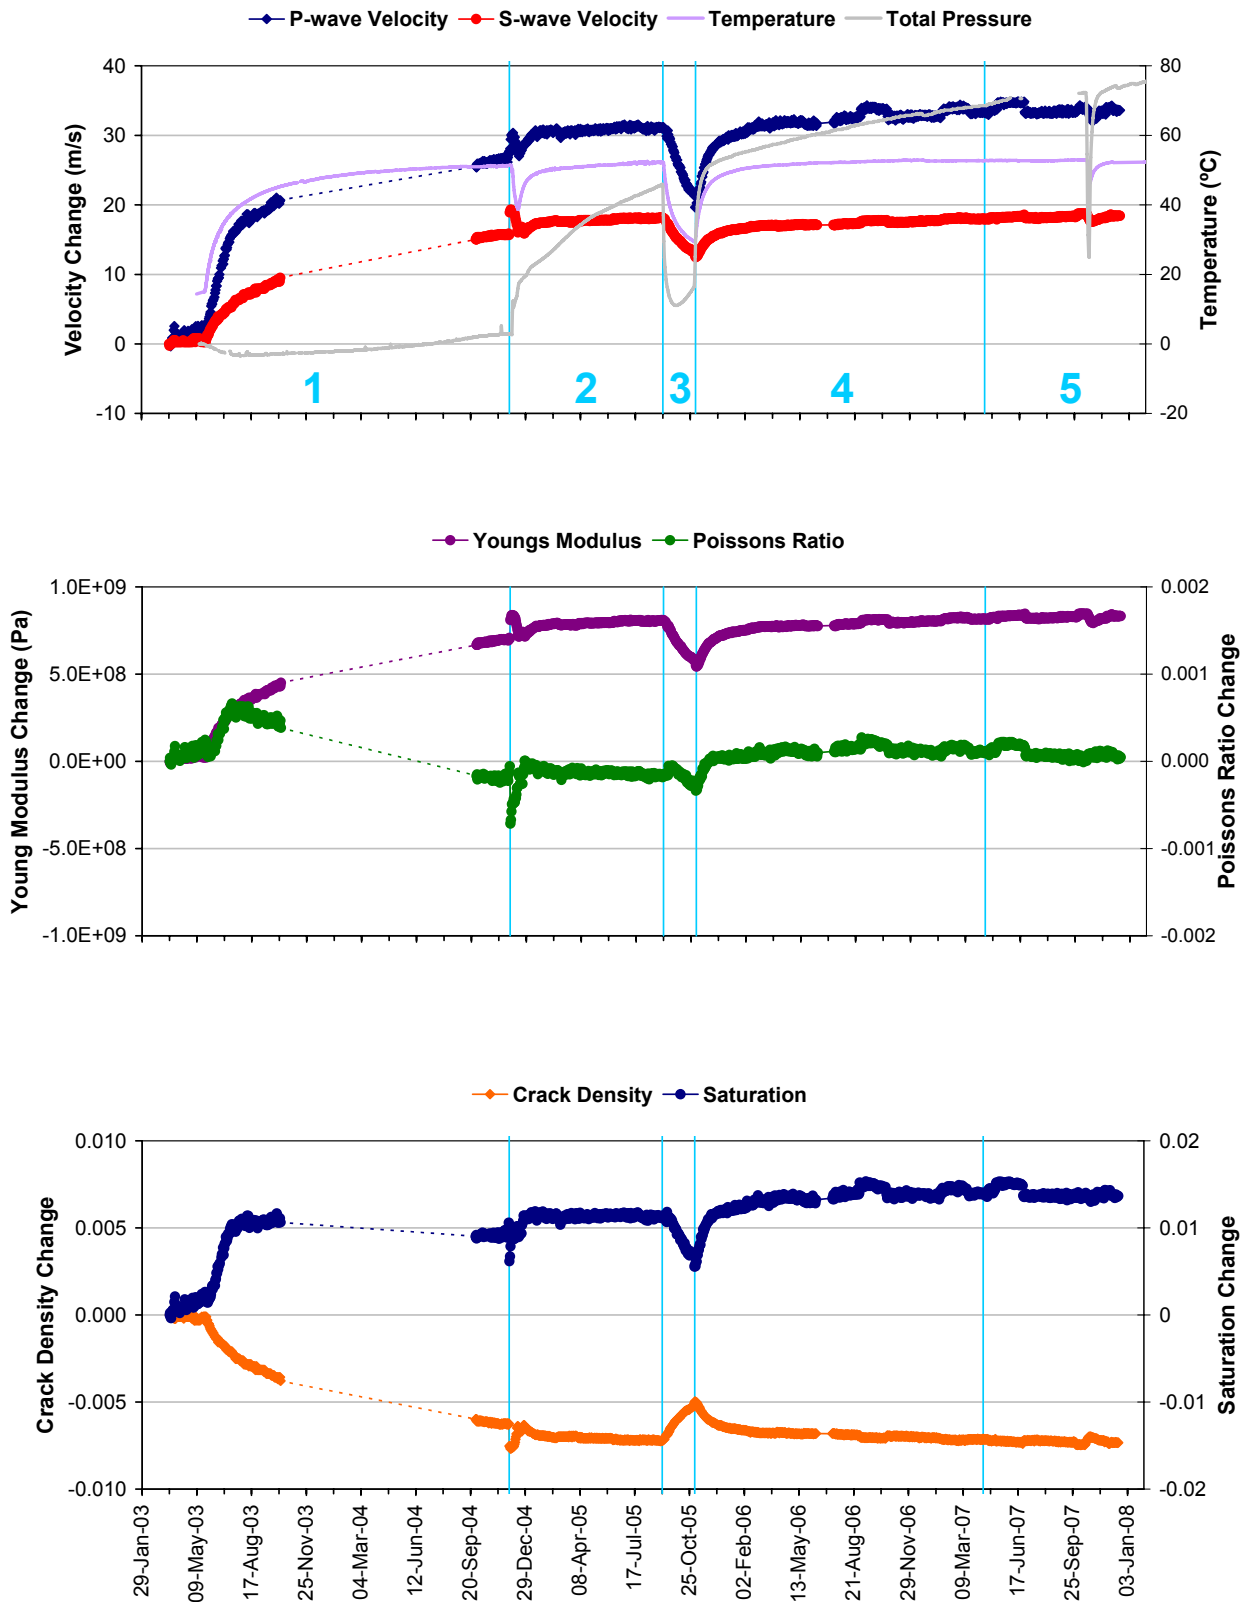 P-wave Velocity S-wave Velocity Temperature Total Pressure
40 80
30 60
20 40
10 20
0 0
-10 -20
Velocity Change (m/s)
Temperature (ºC)
1 2 3 4 5
Youngs Modulus Poissons Ratio
1.0E+09 0.002
5.0E+08 0.001
0.0E+00 0.000
-5.0E+08 -0.001
-1.0E+09 -0.002
Young Modulus Change (Pa)
Poissons Ratio Change
Crack Density Saturation
0.010 0.02
0.005 0.01
0.000 0
-0.005 -0.01
-0.010 -0.02
Crack Density Change
Saturation Change
29-Jan-03
09-May-03
17-Aug-03
25-Nov-03
04-Mar-04
12-Jun-04
20-Sep-04
29-Dec-04
08-Apr-05
17-Jul-05
25-Oct-05
02-Feb-06
13-May-06
21-Aug-06
29-Nov-06
09-Mar-07
17-Jun-07
25-Sep-07
03-Jan-08